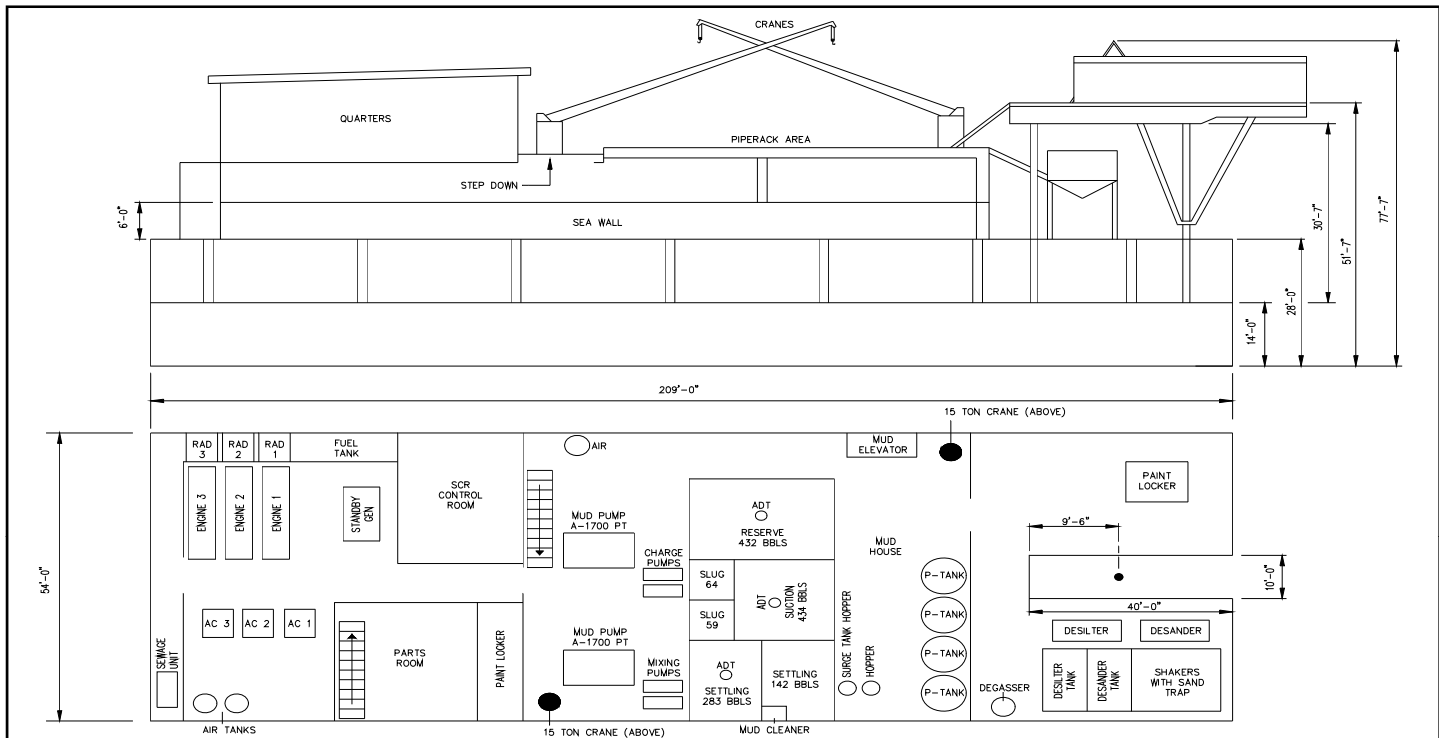 CRANES
QUARTERS
PIPERACK AREA
STEP DOWN
SEA WALL
6'-0"
30'-7"
77'-7"
51'-7"
28'-0"
14'-0"
209'-0"
15 TON CRANE (ABOVE)
54'-0"
RAD
3
RAD
2
RAD
1
FUEL
TANK
AIR
MUD
ELEVATOR
ENGINE 3
ENGINE 2
ENGINE 1
STANDBY
GEN
SCR
CONTROL
ROOM
MUD PUMP
A-1700 PT
CHARGE
PUMPS
ADT
RESERVE
432 BBLS
MUD
HOUSE
PAINT
LOCKER
9'-6"
10'-0"
40'-0"
SLUG
64
SLUG
59
ADT
SUCTION
434 BBLS
P-TANK
P-TANK
P-TANK
P-TANK
AC 3
AC 2
AC 1
SEWAGE
UNIT
PARTS
ROOM
PAINT LOCKER
MUD PUMP
A-1700 PT
MIXING
PUMPS
ADT
SETTLING
283 BBLS
SETTLING
142 BBLS
SURGE TANK HOPPER
HOPPER
DEGASSER
DESILTER
DESANDER
DESILTER
TANK
DESANDER
TANK
SHAKERS
WITH SAND
TRAP
AIR TANKS
15 TON CRANE (ABOVE)
MUD CLEANER